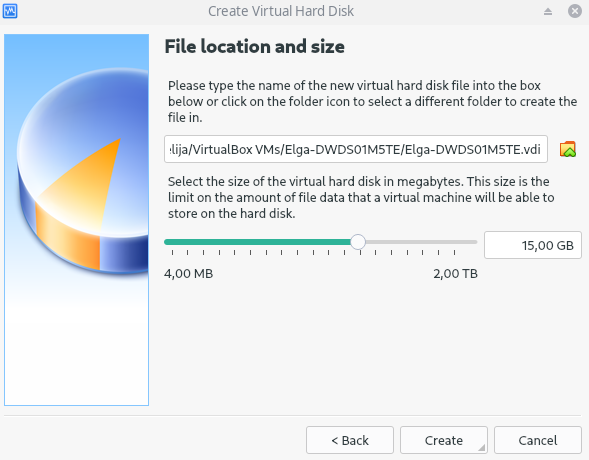 Create Virtual Hard Disk
File location and size
Please type the name of the new virtual hard disk file into the box
below or click on the folder icon to select a different folder to create the
file in.
lija/VirtualBox VMs/Elga-DWDS01M5TE/Elga-DWDS01M5TE.vdi
Select the size of the virtual hard disk in megabytes. This size is the
limit on the amount of file data that a virtual machine will be able to
store on the hard disk.
15,00 GB
4,00 MB
2,00 TB
< Back
Create
Cancel